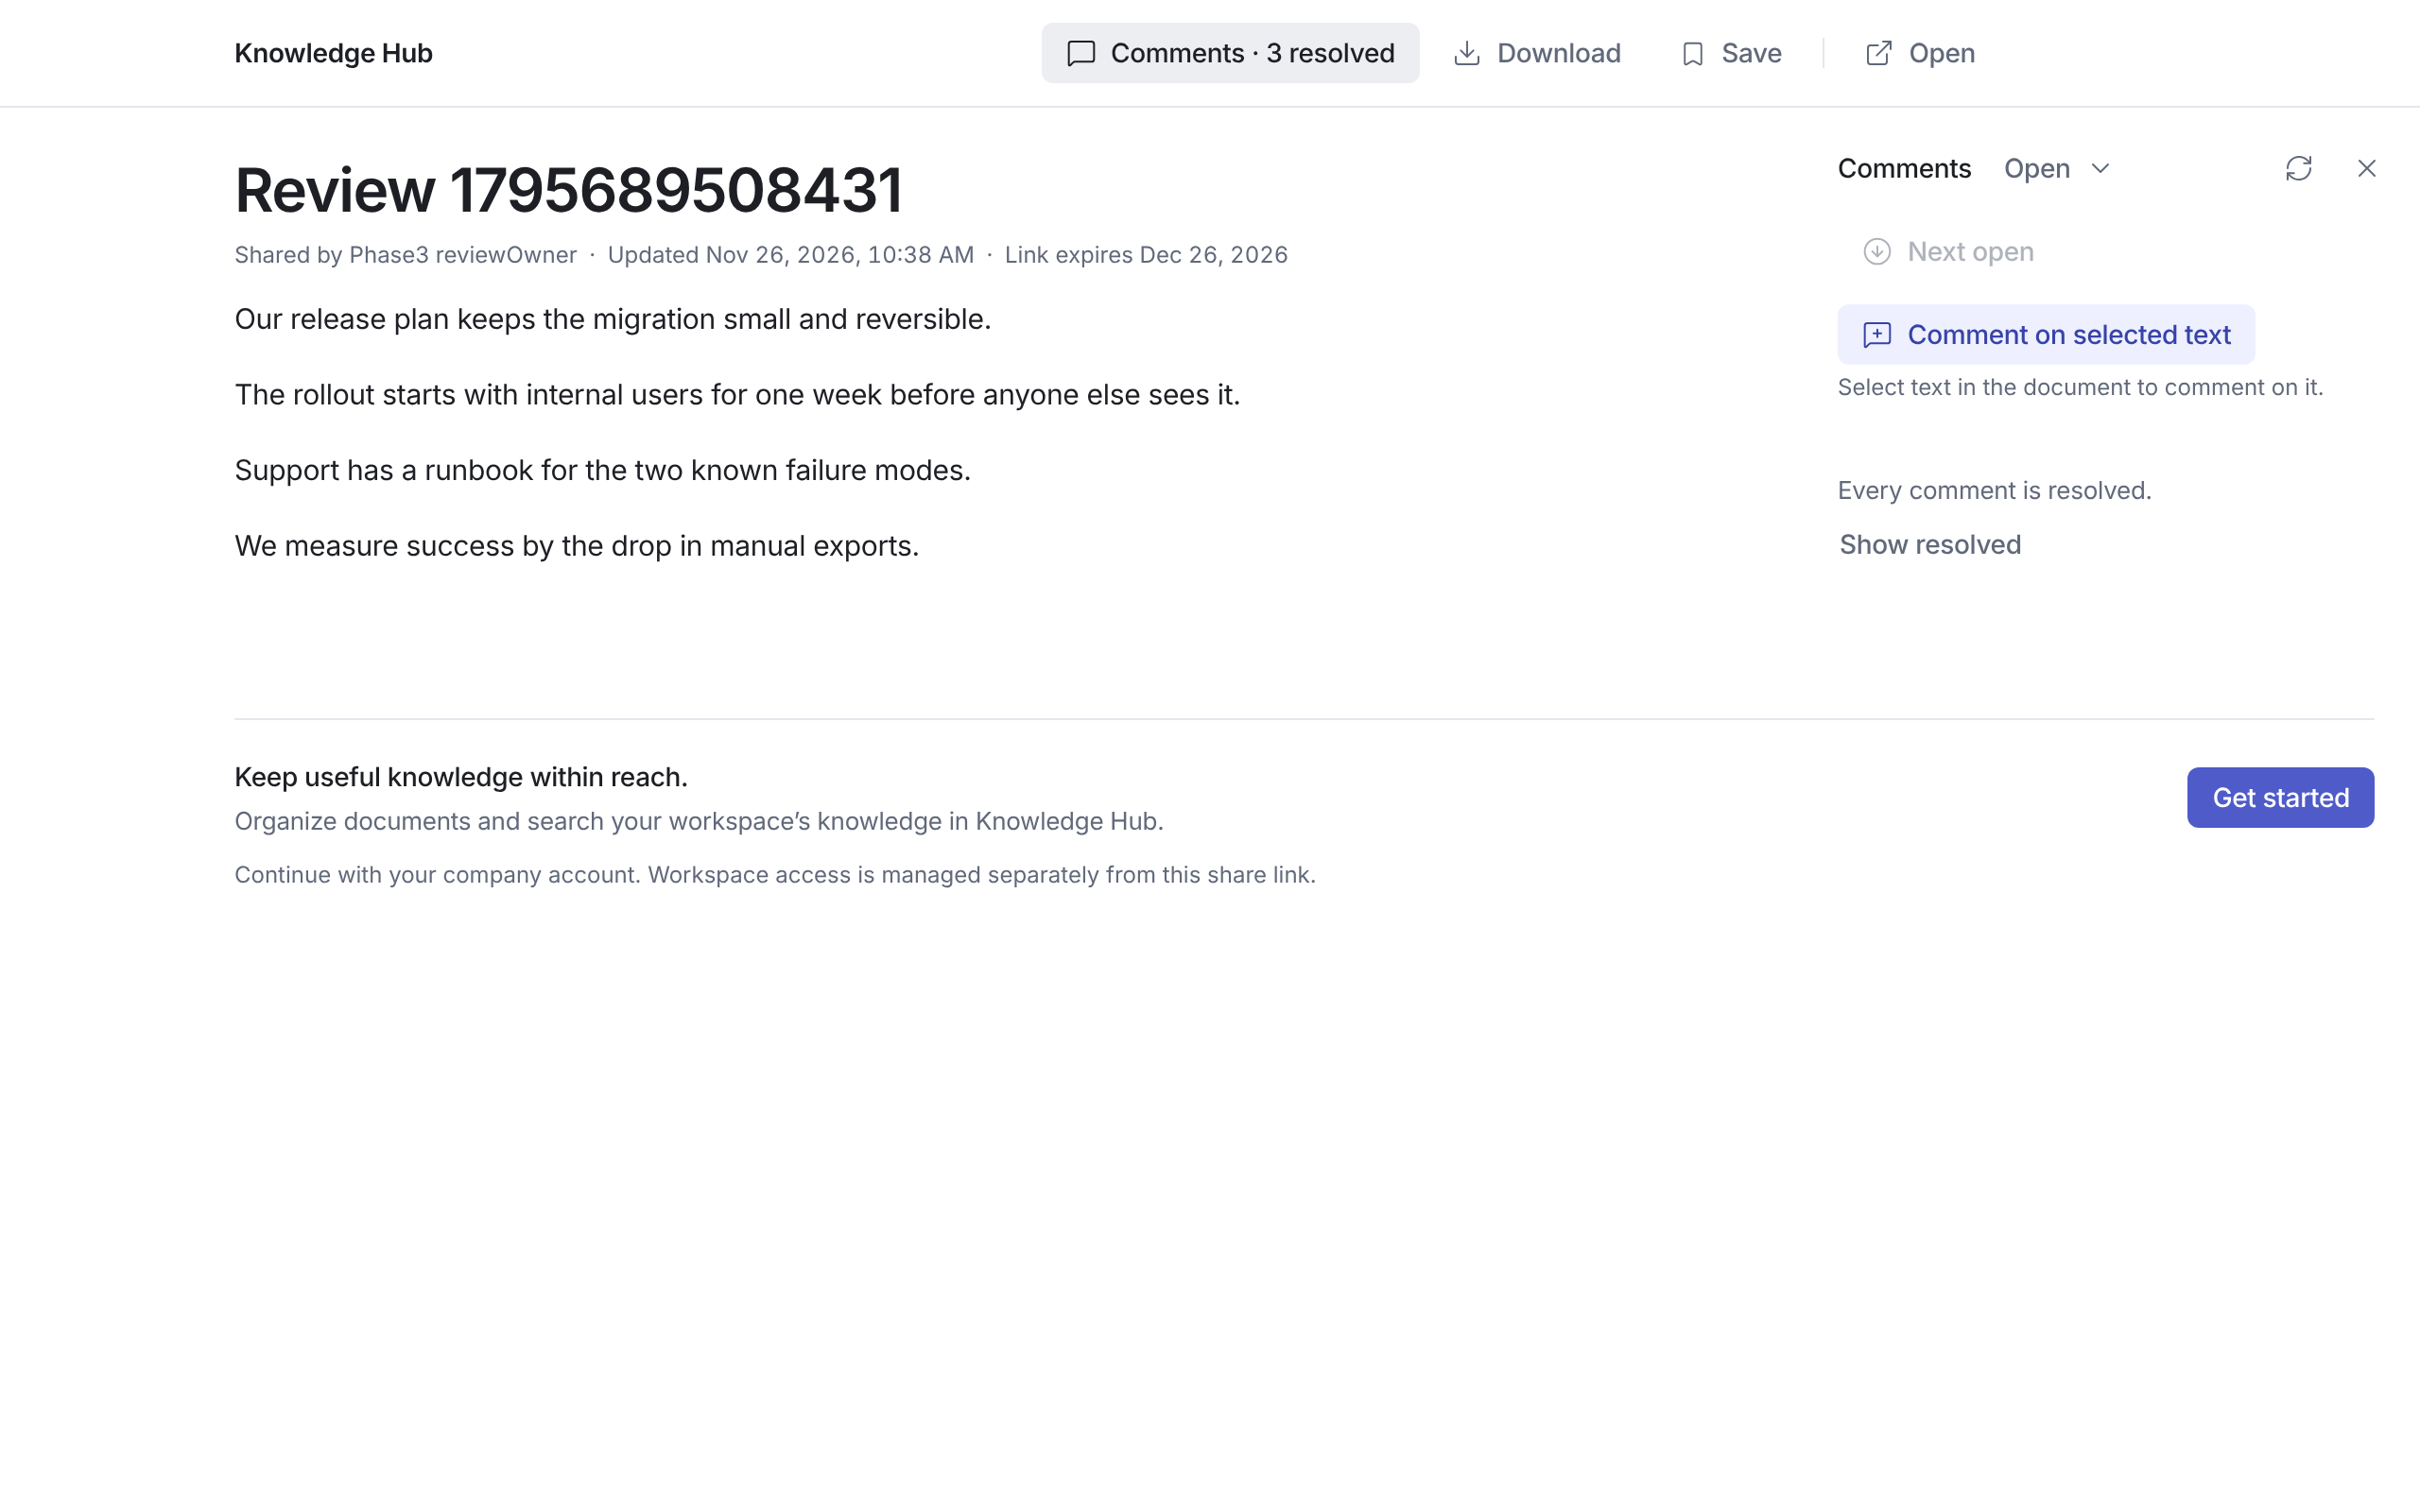 Knowledge Hub
Comments · 3 resolved
Download
Save
Open
Review 1795689508431
Shared by Phase3 reviewOwner · Updated Nov 26, 2026, 10:38 AM · Link expires Dec 26, 2026
Our release plan keeps the migration small and reversible.
The rollout starts with internal users for one week before anyone else sees it.
Support has a runbook for the two known failure modes.
We measure success by the drop in manual exports.
Comments
Open
Next open
Comment on selected text
Select text in the document to comment on it.
Every comment is resolved.
Show resolved
Keep useful knowledge within reach.
Organize documents and search your workspace’s knowledge in Knowledge Hub.
Continue with your company account. Workspace access is managed separately from this share link.
Get started